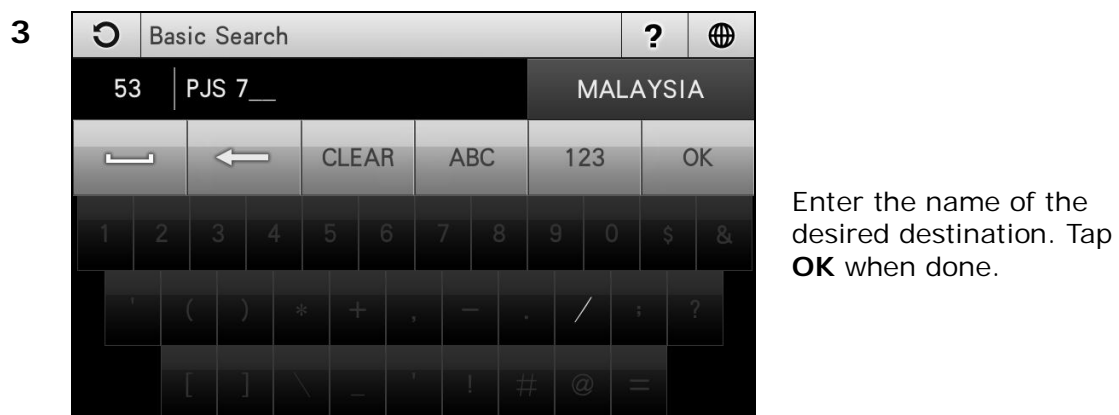 3
Basic Search ?
53 PJS 7__ MALAYSIA
CLEAR ABC 123 OK
1 2 3 4 5 6 7 8 9 0 $ &
' ( ) * + , - . / ; ?
[ ] \ _ ' ! # @ =
Enter the name of the
desired destination. Tap
OK when done.